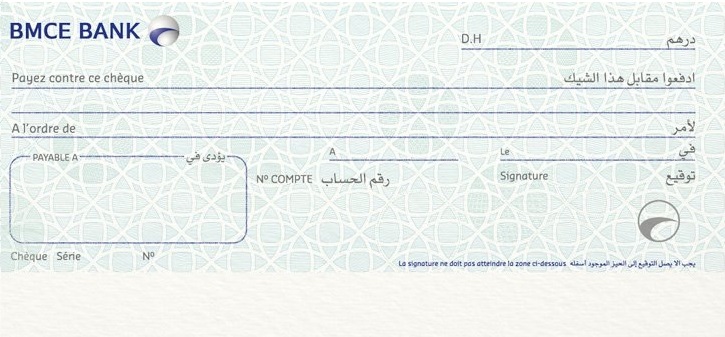 BMCE BANK
D.H درهم
Payez contre ce chèque ادفعوا مقابل هذا الشيك
A l'ordre de لأمر
PAYABLE A يؤدى في A Le في
Nº COMPTE رقم الحساب Signature توقيع
Chèque Série Nº
La signature ne doit pas atteindre la zone ci-dessous يجب ألا يصل التوقيع إلى الحيز الموجود أسفله